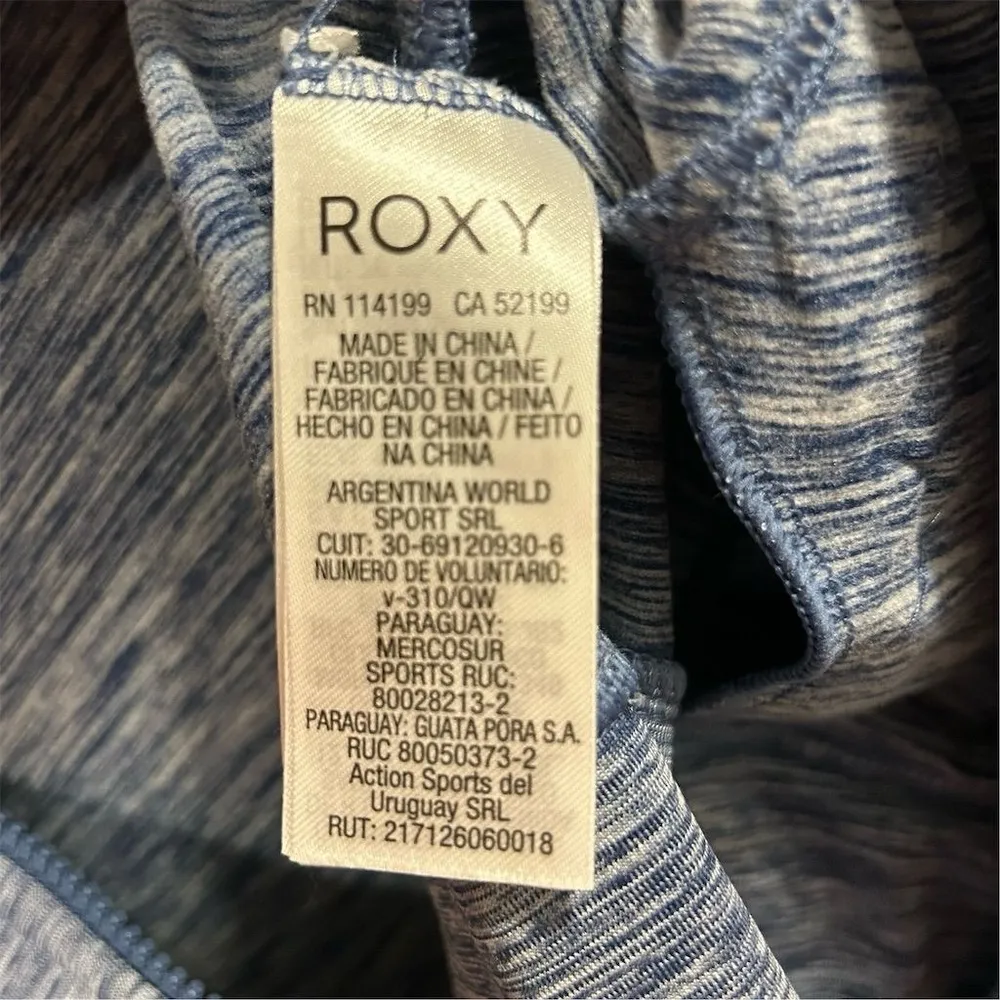 ROXY
RN 114199 CA 52199
MADE IN CHINA /
FABRIQUÉ EN CHINE /
FABRICADO EN CHINA /
HECHO EN CHINA / FEITO
NA CHINA
ARGENTINA WORLD
SPORT SRL
CUIT: 30-69120930-6
NUMERO DE VOLUNTARIO:
v-310/QW
PARAGUAY:
MERCOSUR
SPORTS RUC:
80028213-2
PARAGUAY: GUATA PORA S.A.
RUC 80050373-2
Action Sports del
Uruguay SRL
RUT: 217126060018